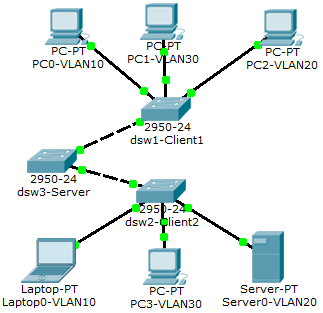 PC-PT
PC0-VLAN10
PC-PT
PC1-VLAN30
PC-PT
PC2-VLAN20
2950-24
dsw1-Client1
2950-24
dsw3-Server
2950-24
dsw2-Client2
Laptop-PT
Laptop0-VLAN10
PC-PT
PC3-VLAN30
Server-PT
Server0-VLAN20